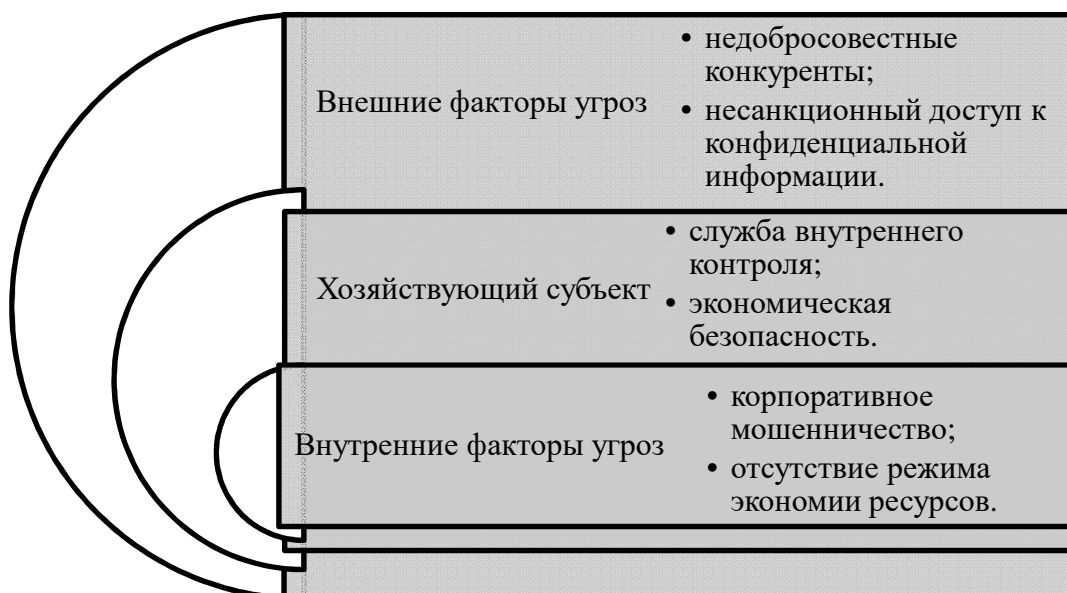 Внешние факторы угроз
• недобросовестные
конкуренты;
• несанкционный доступ к
конфиденциальной
информации.
Хозяйствующий субъект
• служба внутреннего
контроля;
• экономическая
безопасность.
Внутренние факторы угроз
• корпоративное
мошенничество;
• отсутствие режима
экономии ресурсов.